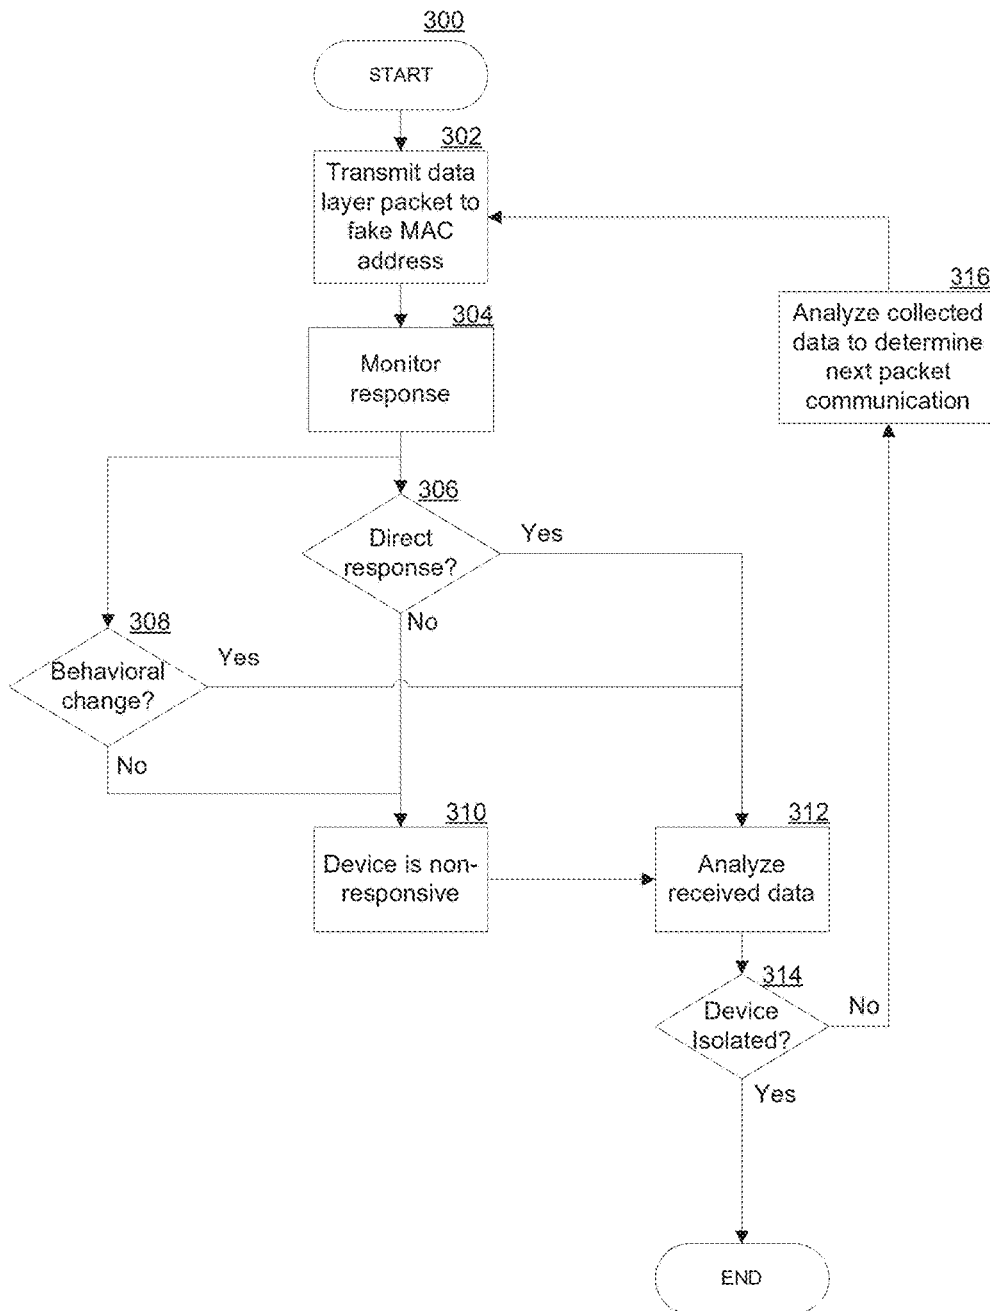 300
START
302
Transmit data
layer packet to
fake MAC
address
316
Analyze collected
data to determine
next packet
communication
304
Monitor
response
306
Direct
response?
Yes
No
308
Behavioral
change?
Yes
No
310
Device is non-
responsive
312
Analyze
received data
314
Device
Isolated?
No
Yes
END